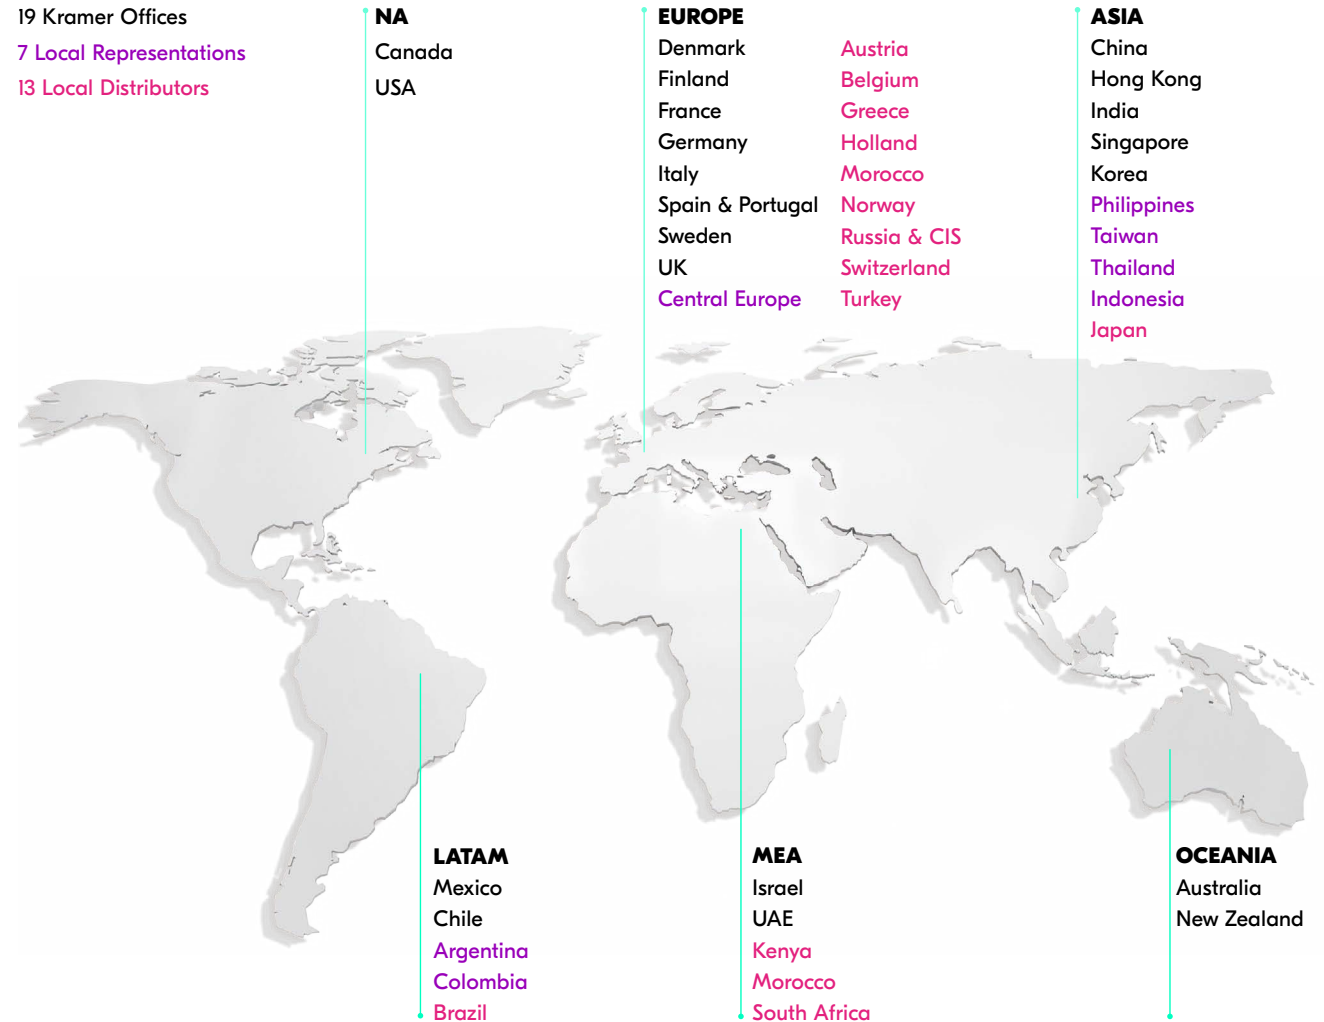 19 Kramer Offices
7 Local Representations
13 Local Distributors
NA
Canada
USA
EUROPE
Denmark
Finland
France
Germany
Italy
Spain & Portugal
Sweden
UK
Central Europe
Austria
Belgium
Greece
Holland
Morocco
Norway
Russia & CIS
Switzerland
Turkey
ASIA
China
Hong Kong
India
Singapore
Korea
Philippines
Taiwan
Thailand
Indonesia
Japan
LATAM
Mexico
Chile
Argentina
Colombia
Brazil
MEA
Israel
UAE
Kenya
Morocco
South Africa
OCEANIA
Australia
New Zealand